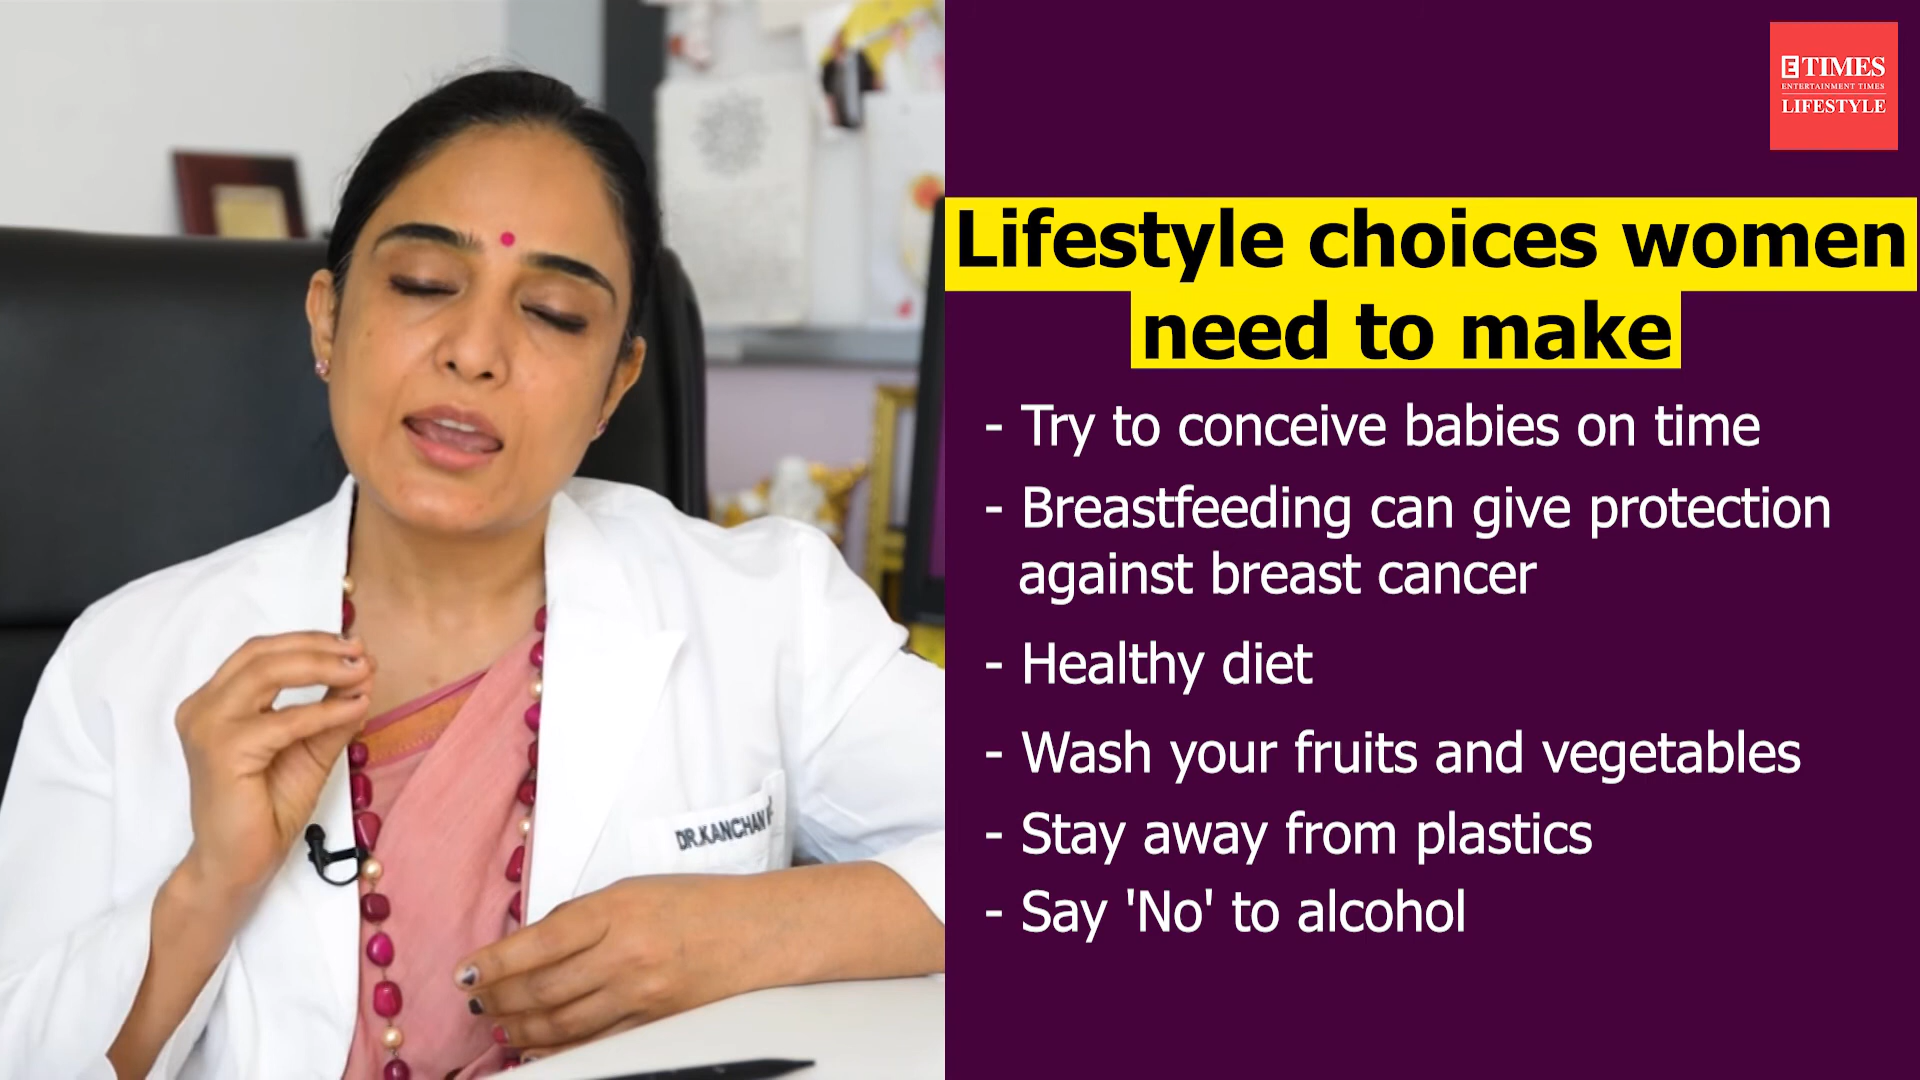 ETIMES
ENTERTAINMENT TIMES
LIFESTYLE
Lifestyle choices women
need to make
- Try to conceive babies on time
- Breastfeeding can give protection
against breast cancer
- Healthy diet
- Wash your fruits and vegetables
- Stay away from plastics
- Say 'No' to alcohol
DR.KANCHAN